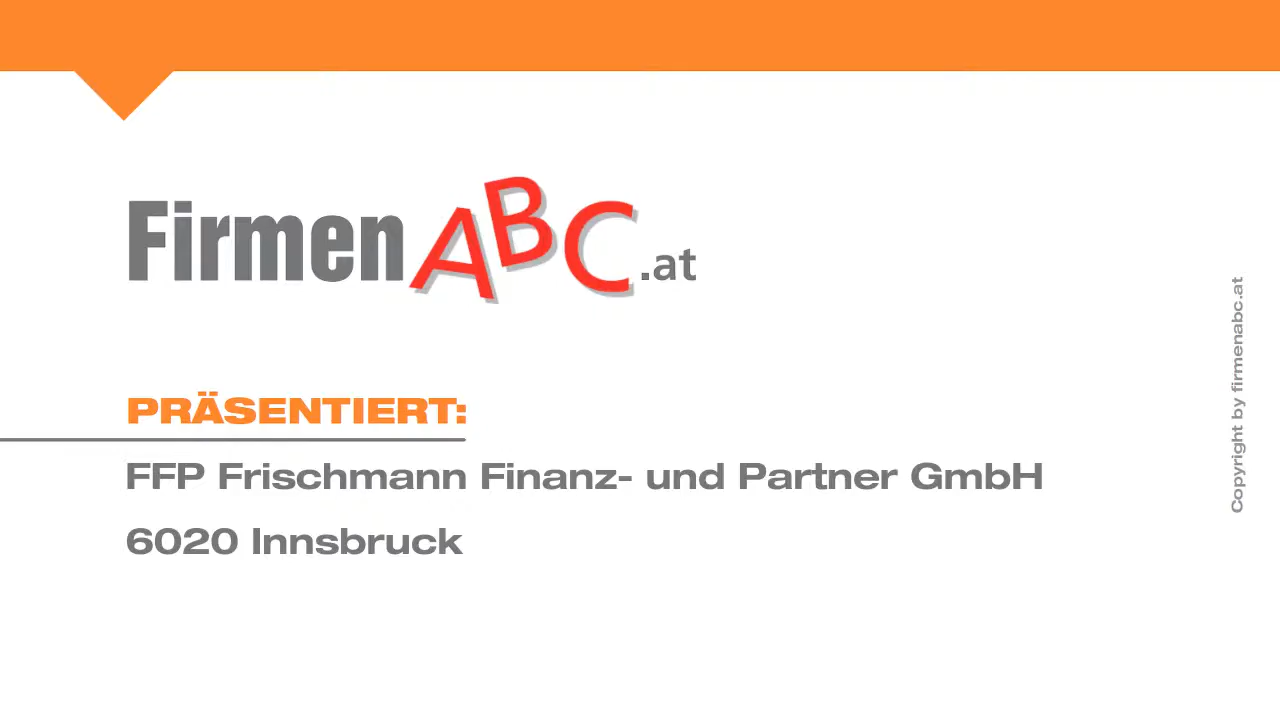 FirmenABC.at
PRÄSENTIERT:
FFP Frischmann Finanz- und Partner GmbH
6020 Innsbruck
Copyright by firmenabc.at